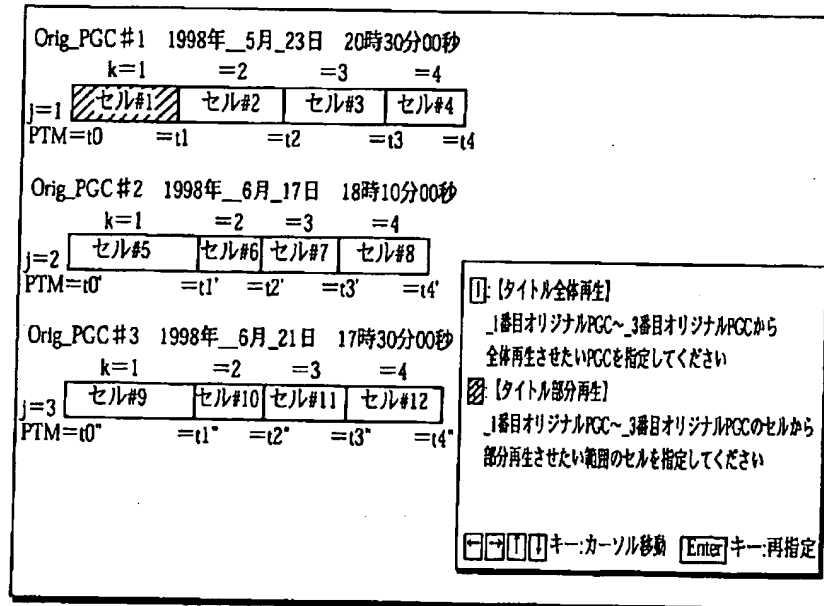 Orig_PGC#1 1998年__5月_23日 20時30分00秒
k=1 =2 =3 =4
j=1 セル#1 セル#2 セル#3 セル#4
PTM=t0 =t1 =t2 =t3 =t4
Orig_PGC#2 1998年__6月_17日 18時10分00秒
k=1 =2 =3 =4
j=2 セル#5 セル#6 セル#7 セル#8
PTM=t0' =t1' =t2' =t3' =t4'
Orig_PGC#3 1998年__6月_21日 17時30分00秒
k=1 =2 =3 =4
j=3 セル#9 セル#10 セル#11 セル#12
PTM=t0" =t1" =t2" =t3" =t4"
:【タイトル全体再生】
_1番目オリジナルPGC~_3番目オリジナルPGCから
全体再生させたいPGCを指定してください
:【タイトル部分再生】
_1番目オリジナルPGC~_3番目オリジナルPGCのセルから
部分再生させたい範囲のセルを指定してください
←→↑↓キー:カーソル移動 Enterキー:再指定